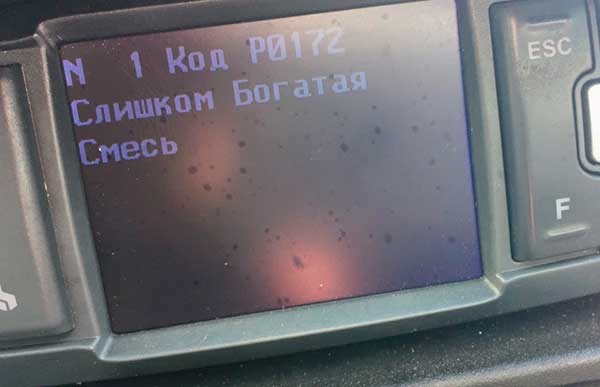 N 1 Код P0172
Слишком Богатая
Смесь
ESC
F